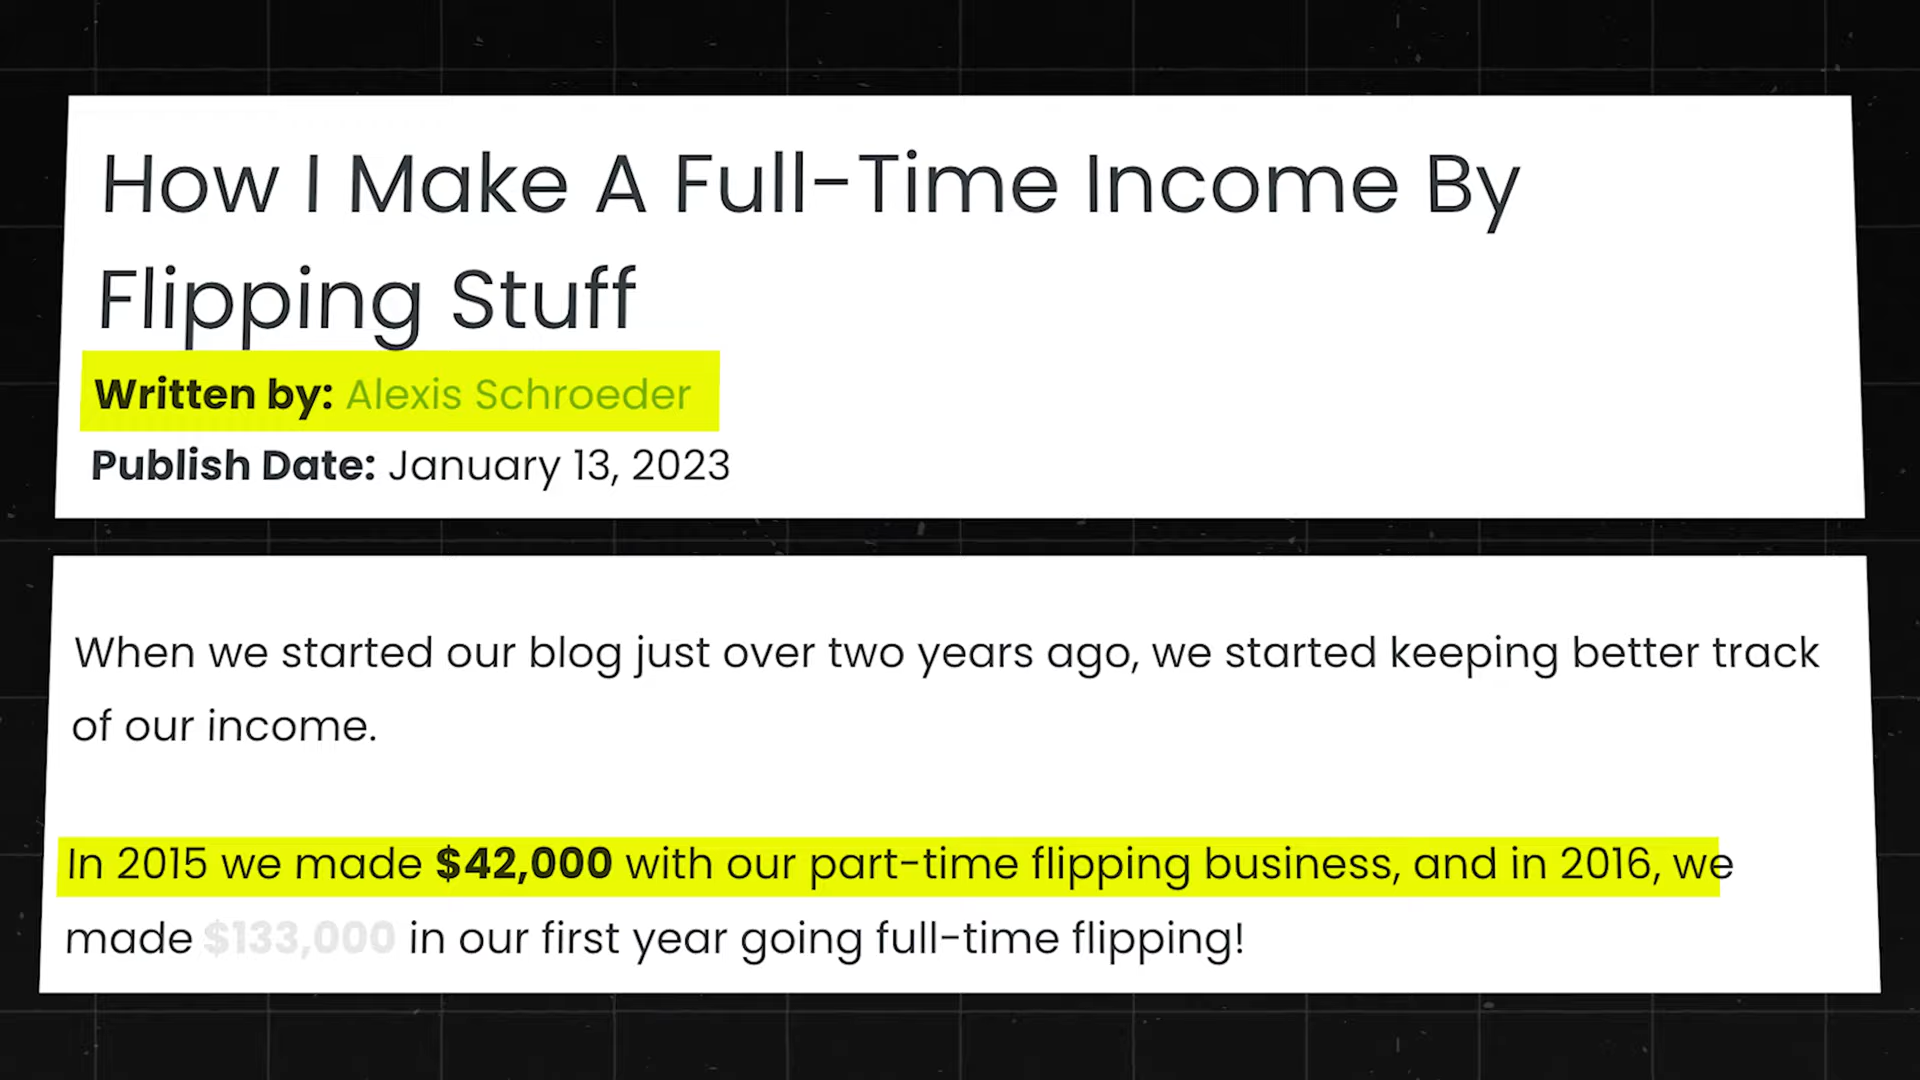 How I Make A Full-Time Income By
Flipping Stuff
Written by: Alexis Schroeder
Publish Date: January 13, 2023
When we started our blog just over two years ago, we started keeping better track
of our income.
In 2015 we made $42,000 with our part-time flipping business, and in 2016, we
made $133,000 in our first year going full-time flipping!